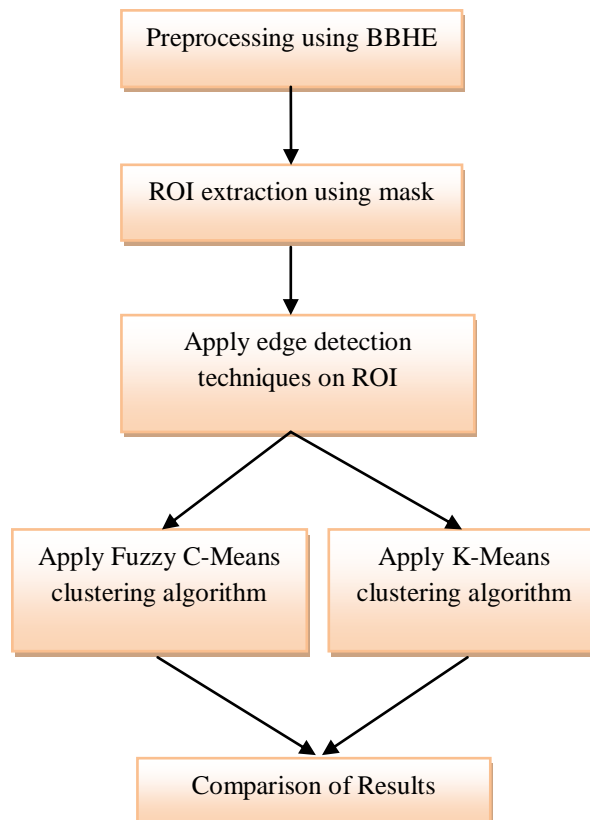 Preprocessing using BBHE
ROI extraction using mask
Apply edge detection
techniques on ROI
Apply Fuzzy C-Means
clustering algorithm
Apply K-Means
clustering algorithm
Comparison of Results